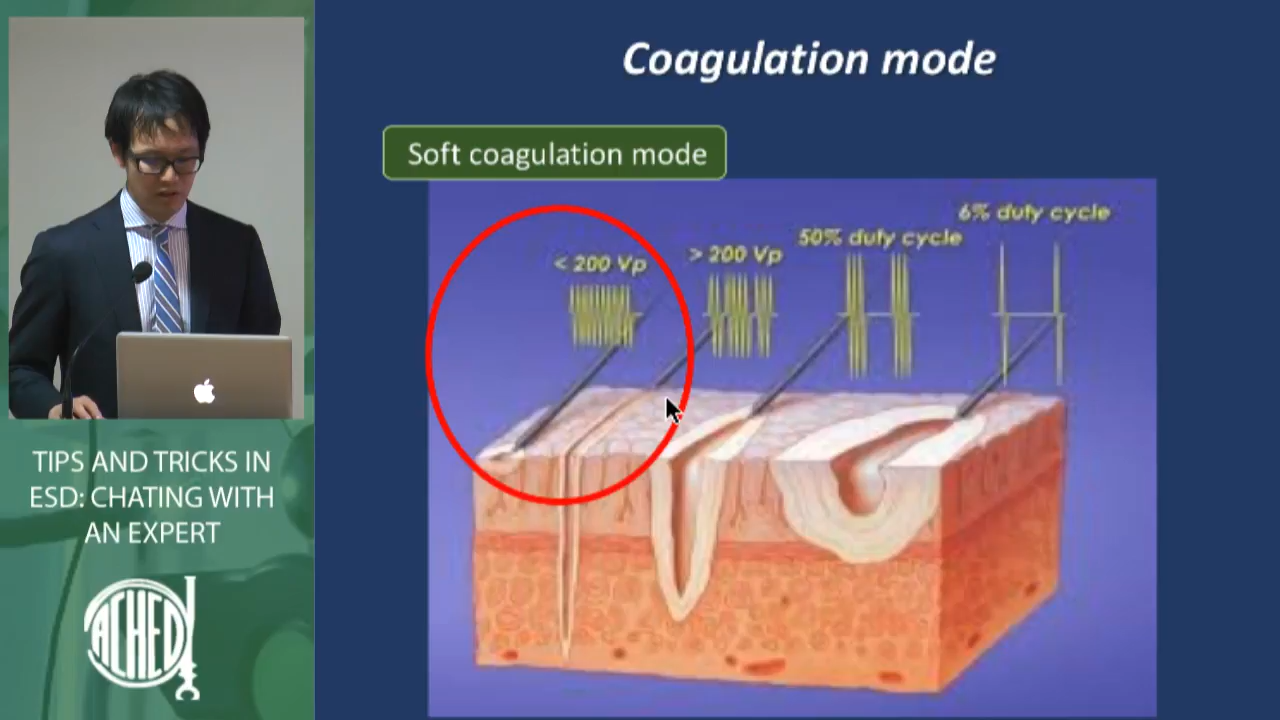 Coagulation mode
Soft coagulation mode
< 200 Vp
> 200 Vp
50% duty cycle
6% duty cycle
TIPS AND TRICKS IN
ESD: CHATING WITH
AN EXPERT
ACHED